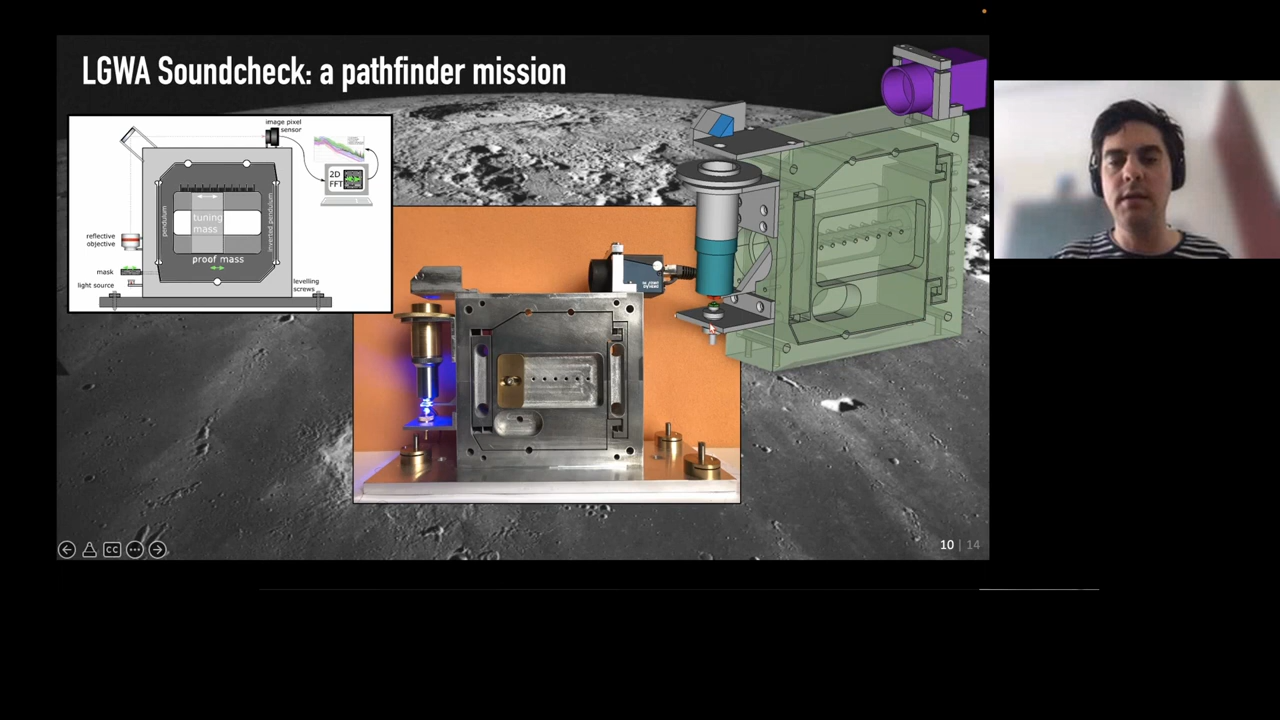 LGWA Soundcheck: a pathfinder mission
image pixel
sensor
2D
FFT
pendulum
tuning
mass
inverted pendulum
reflective
objective
proof mass
mask
light source
levelling
screws
CC
10 | 14